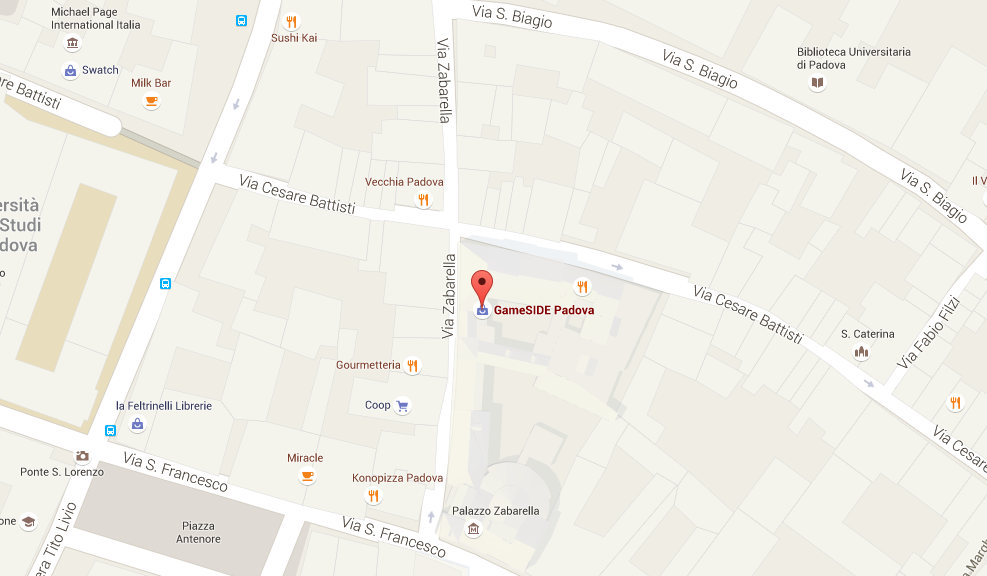 Michael Page
International Italia
Via S. Biagio
Sushi Kai
Via S. Biagio
Biblioteca Universitaria
di Padova
Swatch
Milk Bar
re Battisti
Via Zabarella
Via Cesare Battisti
Vecchia Padova
Via S. Biagio
Il V
ersità
Studi
dova
o
Via Zabarella
GameSIDE Padova
Via Cesare Battisti
S. Caterina
Via Fabio Filzi
Gourmetteria
Coop
la Feltrinelli Librerie
Via Cesare
Ponte S. Lorenzo
Via S. Francesco
Miracle
Konopizza Padova
Palazzo Zabarella
one
era Tito Livio
Piazza
Antenore
Via S. Francesco
a Margh